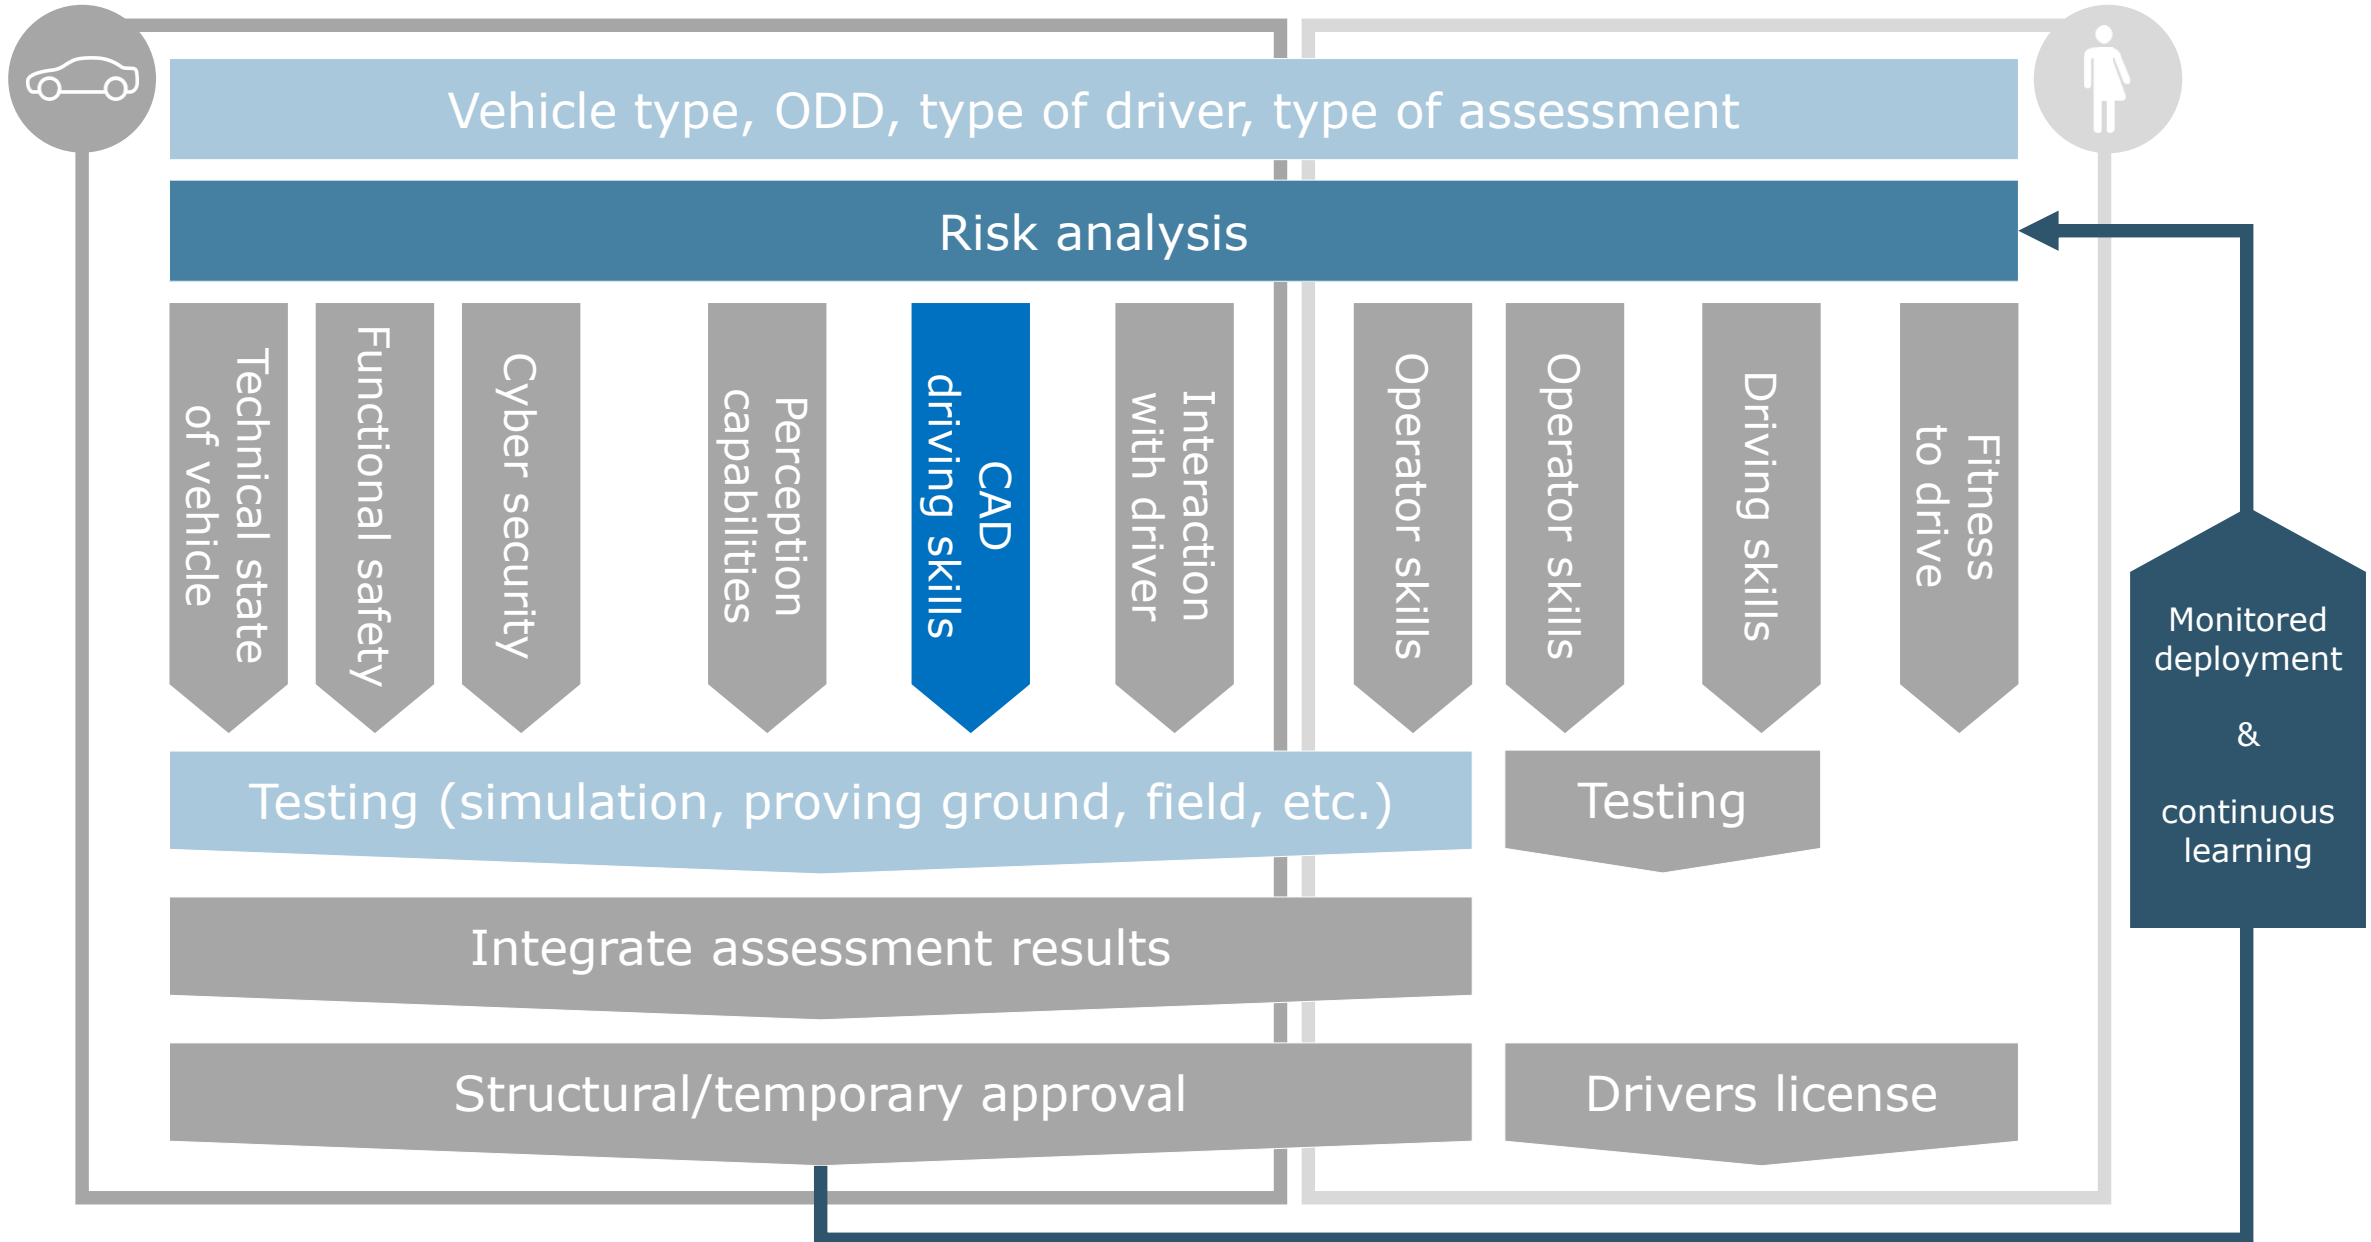 Vehicle type, ODD, type of driver, type of assessment
Risk analysis
Technical state
of vehicle
Functional safety
Cyber security
Perception
capabilities
CAD
driving skills
Interaction
with driver
Operator skills
Operator skills
Driving skills
Fitness
to drive
Testing (simulation, proving ground, field, etc.)
Testing
Integrate assessment results
Structural/temporary approval
Drivers license
Monitored
deployment
&
continuous
learning